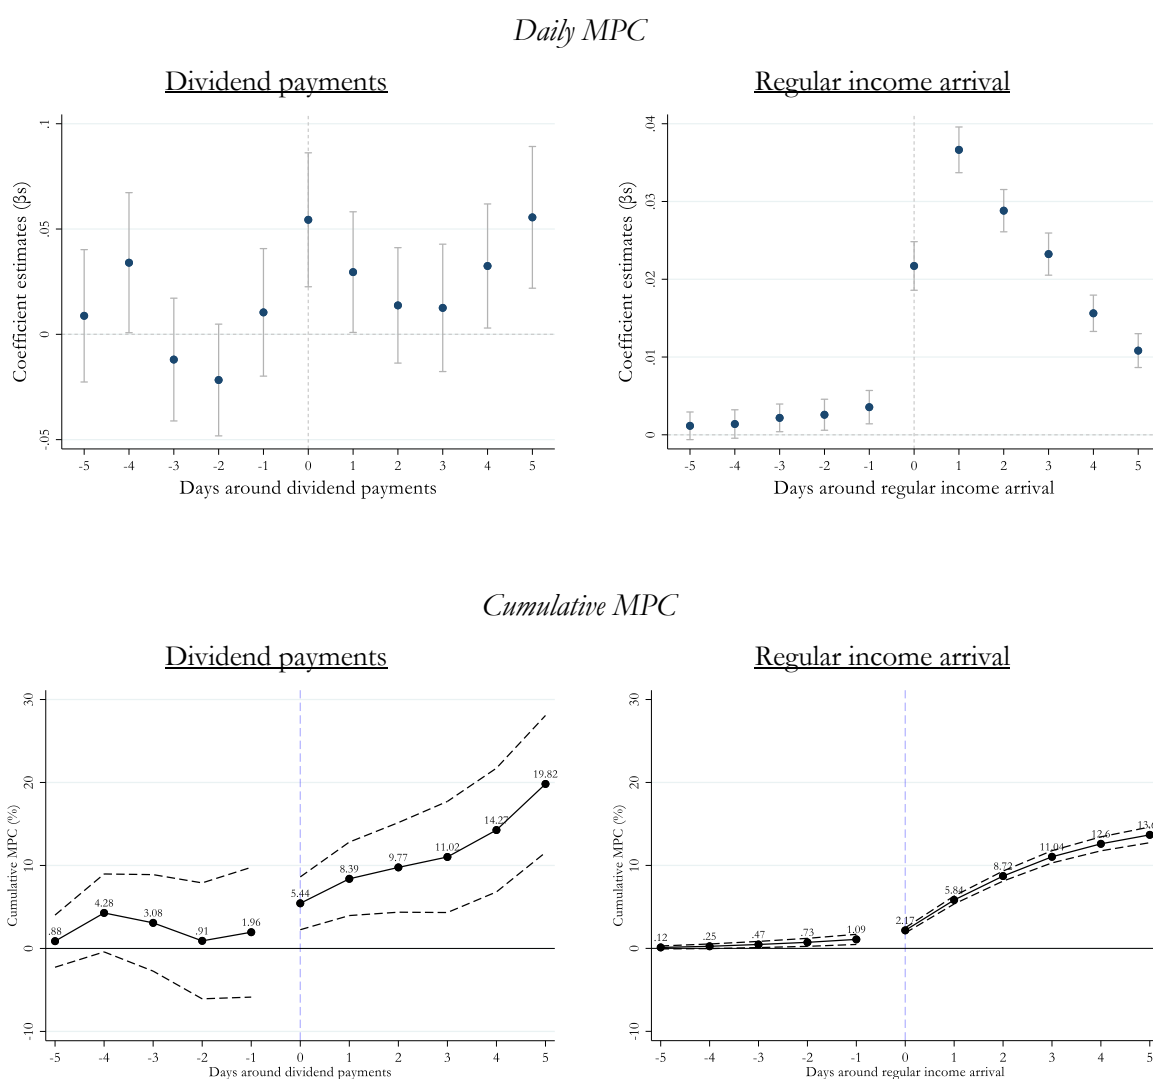 Daily MPC
Dividend payments
Regular income arrival
Coefficient estimates (βs)
.1
.05
0
-.05
-5 -4 -3 -2 -1 0 1 2 3 4 5
Days around dividend payments
Coefficient estimates (βs)
.04
.03
.02
.01
0
-5 -4 -3 -2 -1 0 1 2 3 4 5
Days around regular income arrival
Cumulative MPC
Dividend payments
Regular income arrival
Cumulative MPC (%)
30
20
10
0
-10
.88 4.28 3.08 .91 1.96 5.44 8.39 9.77 11.02 14.27 19.82
-5 -4 -3 -2 -1 0 1 2 3 4 5
Days around dividend payments
Cumulative MPC (%)
30
20
10
0
-10
.12 .25 .47 .73 1.09 2.17 5.84 8.72 11.04 12.6
-5 -4 -3 -2 -1 0 1 2 3 4 5
Days around regular income arrival